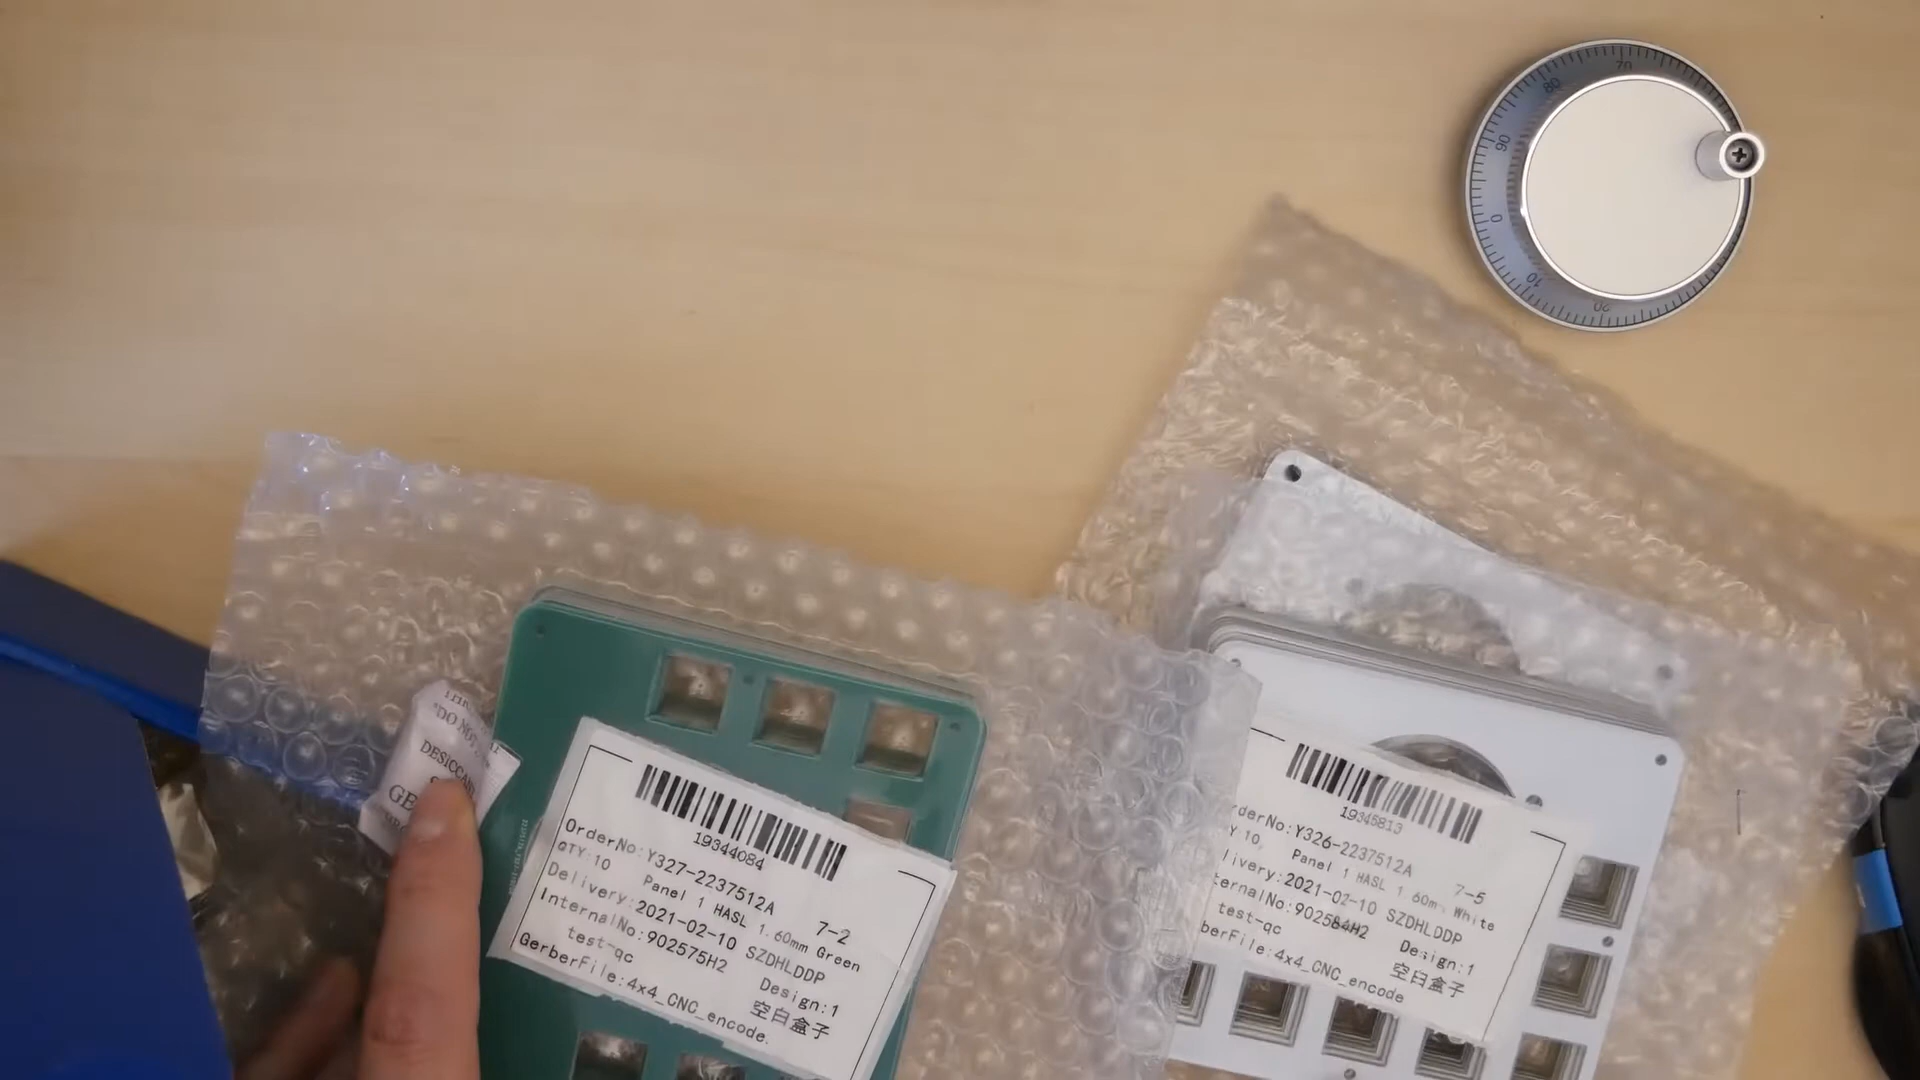 70
80
90
0
10
20
"DO NOT
DESICCANT
19344084
OrderNo:Y327-2237512A
QTY:10
Panel 1 HASL 1.60mm Green
7-2
Delivery:2021-02-10 SZDHLDDP
InternalNo:902575H2
Design:1
test-qc
空白盒子
GerberFile:4x4_CNC_encode.
19345813
rderNo:Y326-2237512A
Y 10
Panel 1 HASL 1.60m White
7-5
livery:2021-02-10 SZDHLDDP
ernalNo:902584H2
Design:1
test-qc
空白盒子
berFile:4x4_CNC_encode